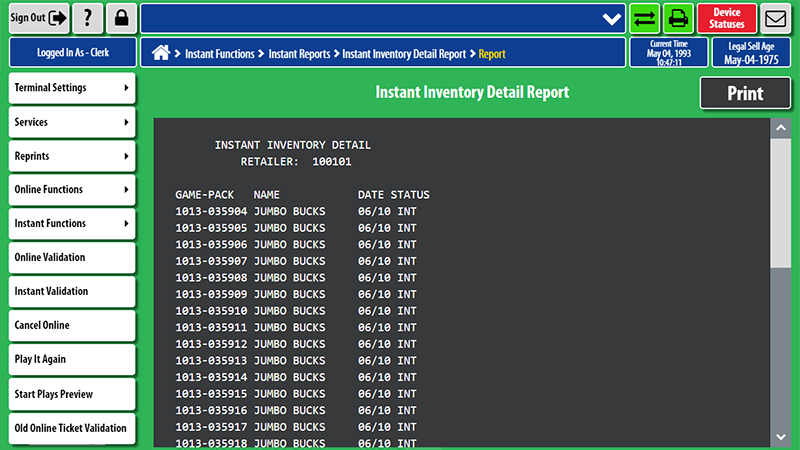 Sign Out
?
Device
Statuses
Logged In As - Clerk
Instant Functions > Instant Reports > Instant Inventory Detail Report > Report
Current Time
May 04, 1993
10:47:11
Legal Sell Age
May-04-1975
Terminal Settings
Services
Reprints
Online Functions
Instant Functions
Online Validation
Instant Validation
Cancel Online
Play It Again
Start Plays Preview
Old Online Ticket Validation
Instant Inventory Detail Report
Print
INSTANT INVENTORY DETAIL
RETAILER: 100101
GAME-PACK NAME DATE STATUS
1013-035904 JUMBO BUCKS 06/10 INT
1013-035905 JUMBO BUCKS 06/10 INT
1013-035906 JUMBO BUCKS 06/10 INT
1013-035907 JUMBO BUCKS 06/10 INT
1013-035908 JUMBO BUCKS 06/10 INT
1013-035909 JUMBO BUCKS 06/10 INT
1013-035910 JUMBO BUCKS 06/10 INT
1013-035911 JUMBO BUCKS 06/10 INT
1013-035912 JUMBO BUCKS 06/10 INT
1013-035913 JUMBO BUCKS 06/10 INT
1013-035914 JUMBO BUCKS 06/10 INT
1013-035915 JUMBO BUCKS 06/10 INT
1013-035916 JUMBO BUCKS 06/10 INT
1013-035917 JUMBO BUCKS 06/10 INT
1013-035918 JUMBO BUCKS 06/10 INT